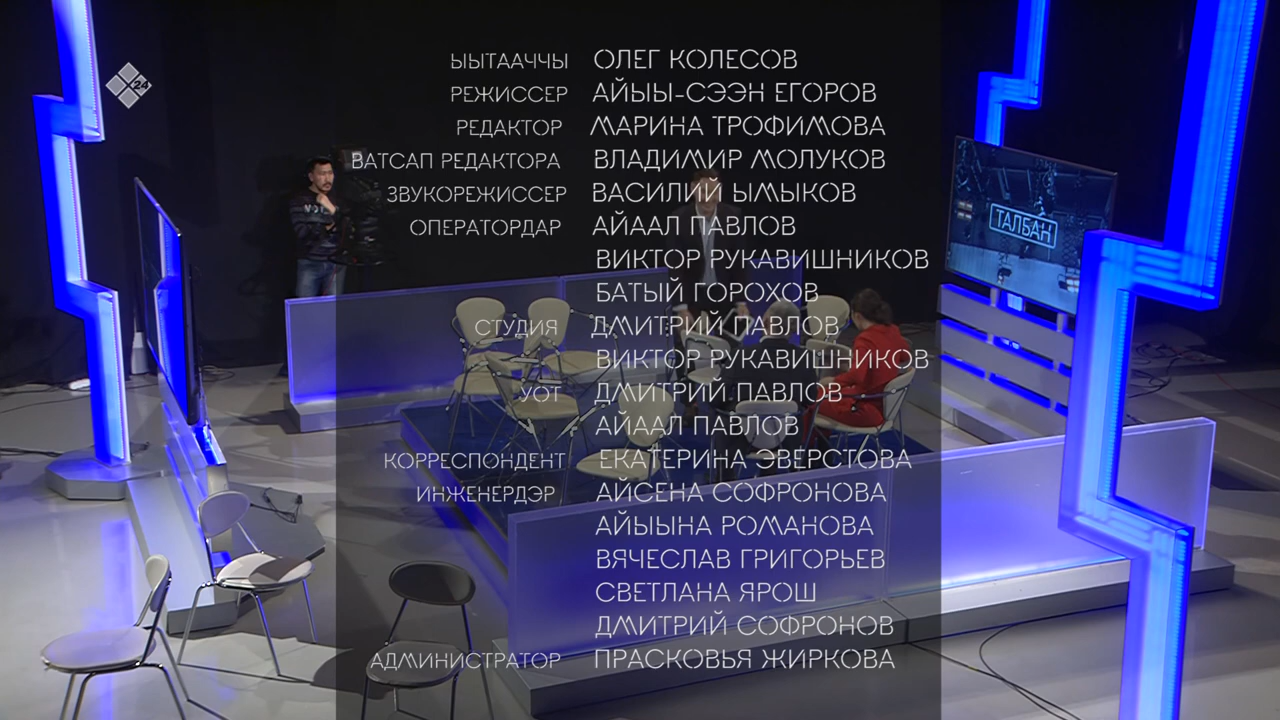 ЫЫТААЧЧЫ ОЛЕГ КОЛЕСОВ
РЕЖИССЕР АЙЫЫ-СЭЭН ЕГОРОВ
РЕДАКТОР МАРИНА ТРОФИМОВА
ВАТСАП РЕДАКТОРА ВЛАДИМИР МОЛУКОВ
ЗВУКОРЕЖИССЕР ВАСИЛИЙ ЫМЫКОВ
ОПЕРАТОРДАР АЙААЛ ПАВЛОВ
ВИКТОР РУКАВИШНИКОВ
БАТЫЙ ГОРОХОВ
СТУДИЯ ДМИТРИЙ ПАВЛОВ
ВИКТОР РУКАВИШНИКОВ
УОТ ДМИТРИЙ ПАВЛОВ
АЙААЛ ПАВЛОВ
КОРРЕСПОНДЕНТ ЕКАТЕРИНА ЭВЕРСТОВА
ИНЖЕНЕРДЭР АЙСЕНА СОФРОНОВА
АЙЫЫНА РОМАНОВА
ВЯЧЕСЛАВ ГРИГОРЬЕВ
СВЕТЛАНА ЯРОШ
ДМИТРИЙ СОФРОНОВ
АДМИНИСТРАТОР ПРАСКОВЬЯ ЖИРКОВА
Х24
ТАЛБАН